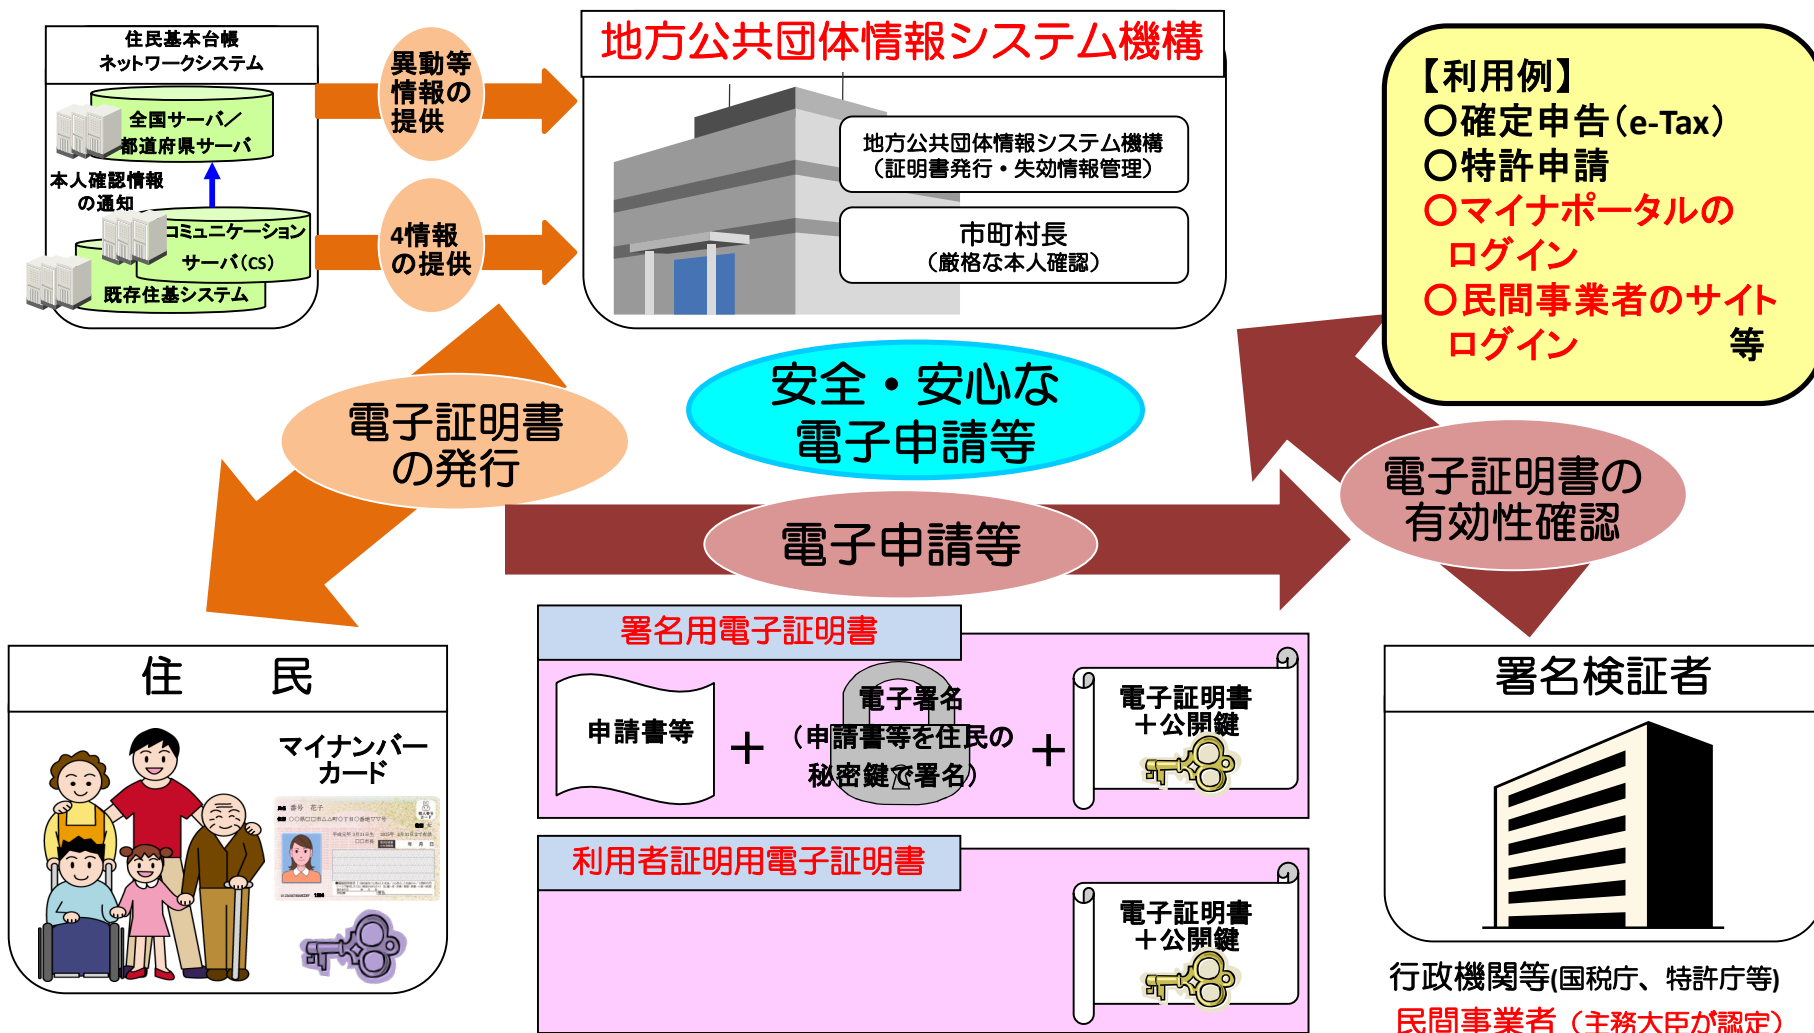 住民基本台帳
ネットワークシステム
全国サーバ／
都道府県サーバ
本人確認情報
の通知
コミュニケーション
サーバ（CS）
既存住基システム
異動等
情報の
提供
4情報
の提供
地方公共団体情報システム機構
地方公共団体情報システム機構
（証明書発行・失効情報管理）
市町村長
（厳格な本人確認）
【利用例】
○確定申告（e-Tax）
○特許申請
○マイナポータルの
ログイン
○民間事業者のサイト
ログイン 等
安全・安心な
電子申請等
電子証明書
の発行
電子申請等
電子証明書の
有効性確認
住 民
マイナンバー
カード
番号 花子
署名用電子証明書
申請書等
＋
電子署名
（申請書等を住民の
秘密鍵で署名）
＋
電子証明書
＋公開鍵
利用者証明用電子証明書
電子証明書
＋公開鍵
署名検証者
行政機関等(国税庁、特許庁等)
民間事業者（主務大臣が認定）